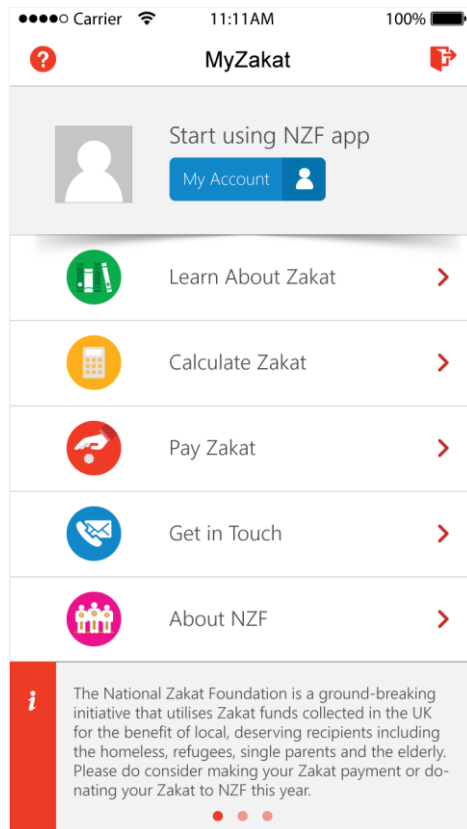 Carrier 11:11AM 100%
? MyZakat
Start using NZF app
My Account
Learn About Zakat
Calculate Zakat
Pay Zakat
Get in Touch
About NZF
i
The National Zakat Foundation is a ground-breaking
initiative that utilises Zakat funds collected in the UK
for the benefit of local, deserving recipients including
the homeless, refugees, single parents and the elderly.
Please do consider making your Zakat payment or do-
nating your Zakat to NZF this year.